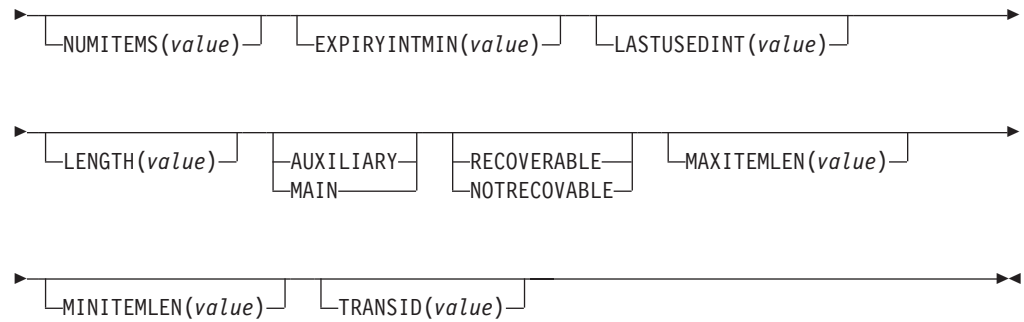 NUMITEMS(value) EXPIRYINTMIN(value) LASTUSEDINT(value)
LENGTH(value) AUXILIARY RECOVERABLE MAXITEMLEN(value)
MAIN NOTRECOVABLE
MINITEMLEN(value) TRANSID(value)